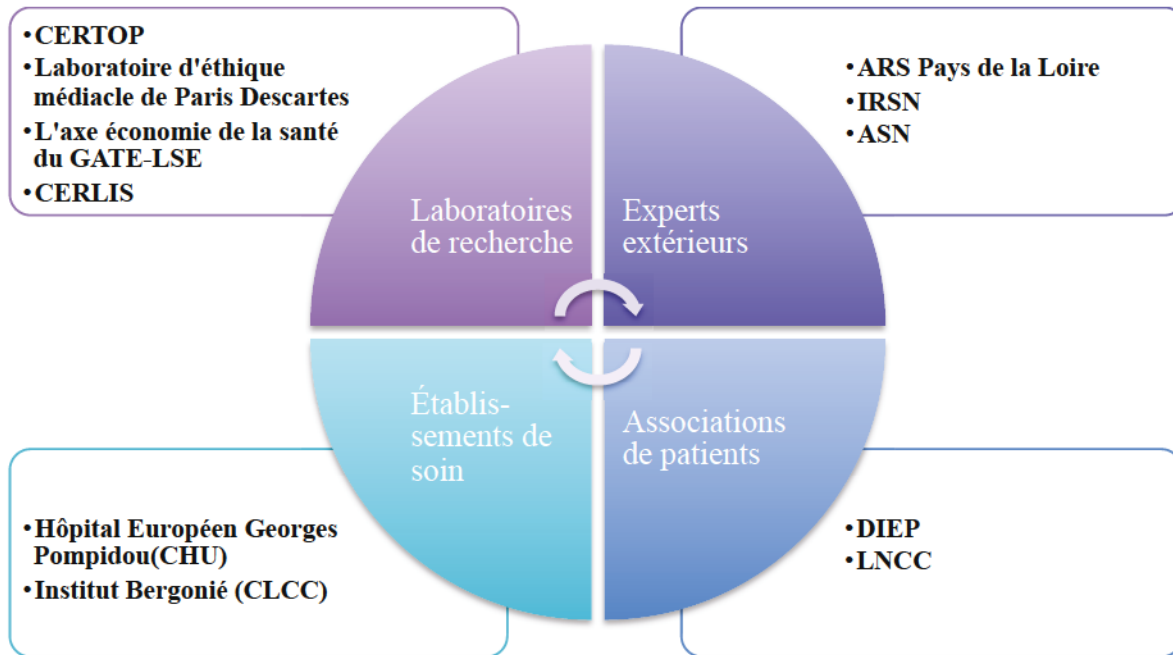 •CERTOP
•Laboratoire d'éthique
médiacle de Paris Descartes
•L'axe économie de la santé
du GATE-LSE
•CERLIS
•ARS Pays de la Loire
•IRSN
•ASN
Laboratoires
de recherche
Experts
extérieurs
Établis-
sements de
soin
Associations
de patients
•Hôpital Européen Georges
Pompidou(CHU)
•Institut Bergonié (CLCC)
•DIEP
•LNCC